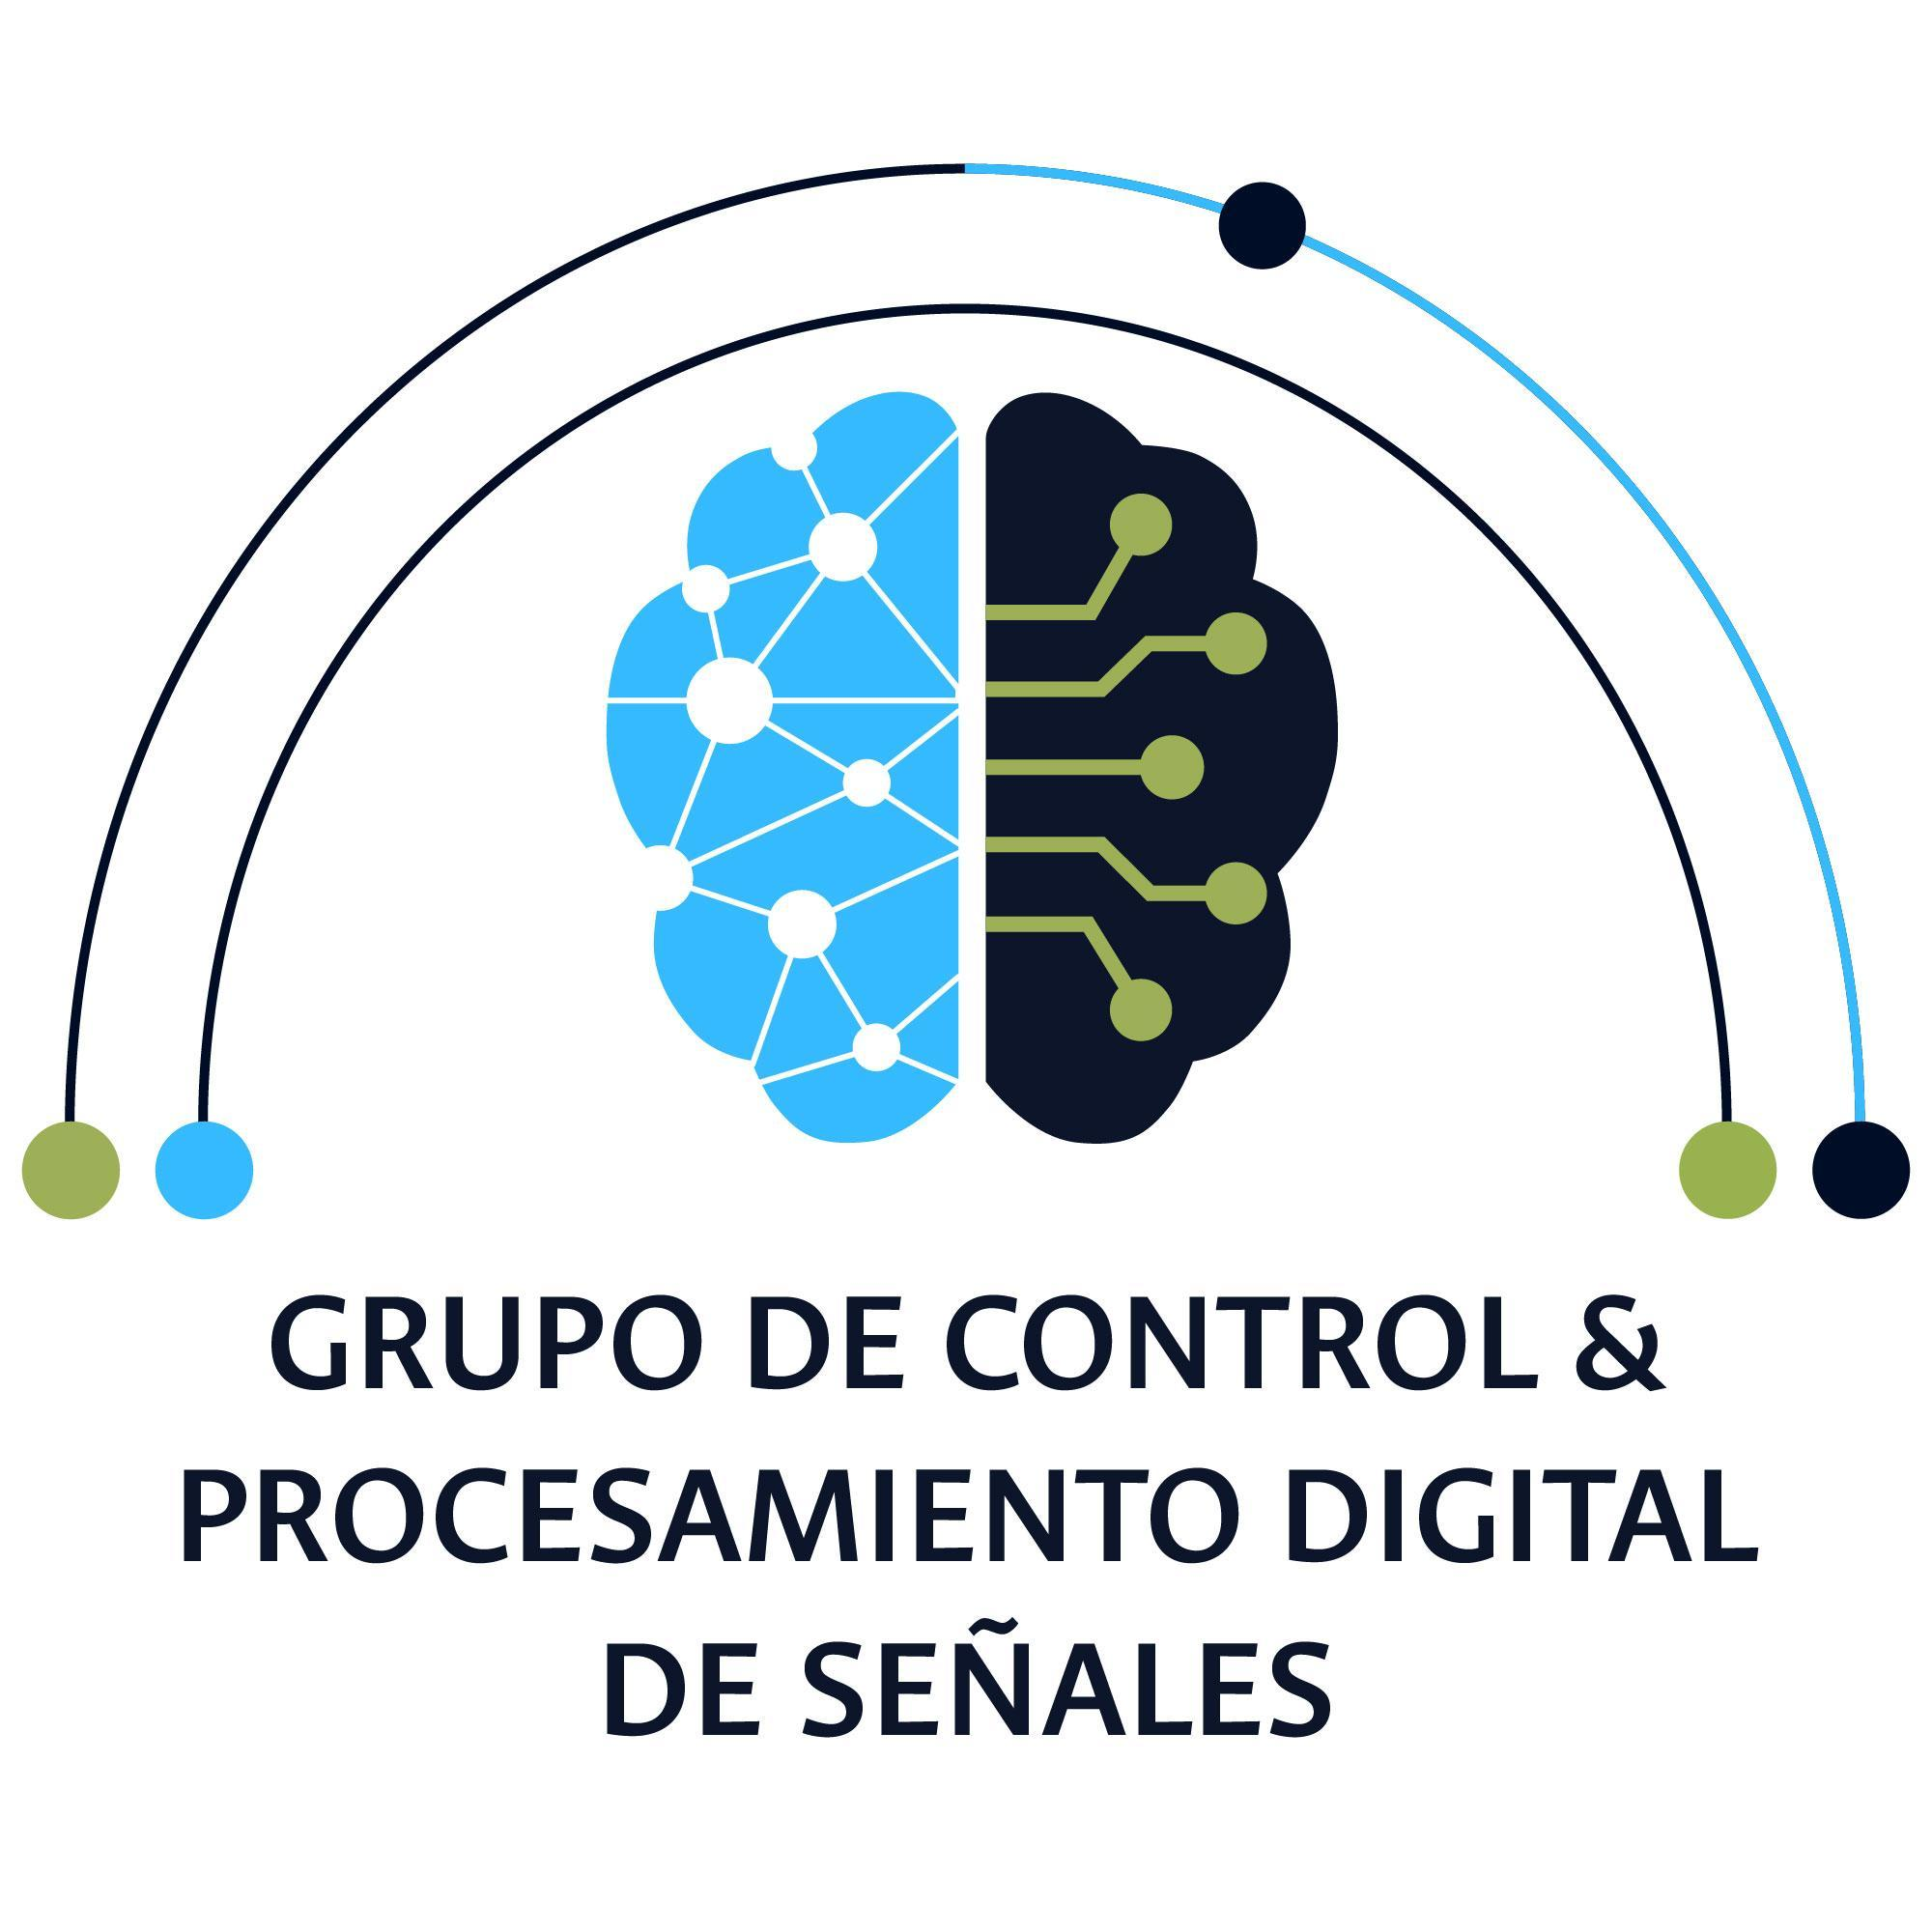 GRUPO DE CONTROL &
PROCESAMIENTO DIGITAL
DE SEÑALES